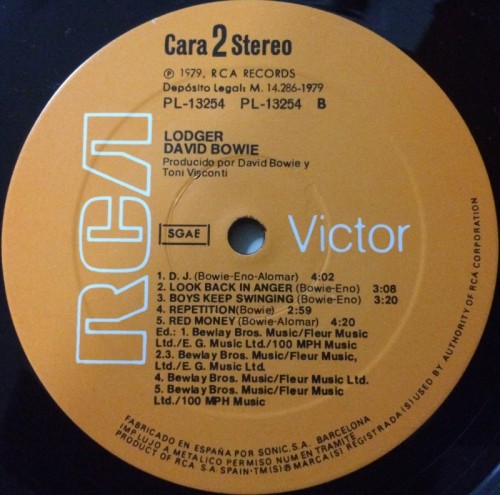 Cara 2 Stereo
℗ 1979, RCA RECORDS
Depósito Legal: M. 14.286-1979
PL-13254 PL-13254 B
LODGER
DAVID BOWIE
Producido por David Bowie y
Toni Visconti
RCA
SGAE
Victor
1. D. J. (Bowie-Eno-Alomar) 4:02
2. LOOK BACK IN ANGER (Bowie-Eno) 3:08
3. BOYS KEEP SWINGING (Bowie-Eno) 3:20
4. REPETITION (Bowie) 2:59
5. RED MONEY (Bowie-Alomar) 4:20
Ed.: 1. Bewlay Bros. Music/Fleur Music
Ltd./E. G. Music Ltd./100 MPH Music
2.3. Bewlay Bros. Music/Fleur Music,
Ltd./E. G. Music Ltd.
4. Bewlay Bros. Music/Fleur Music Ltd.
5. Bewlay Bros. Music/Fleur Music
Ltd./100 MPH Music
FABRICADO EN ESPAÑA POR SONIC, S.A. BARCELONA
IMP. LUJO A METALICO PERMISO NUM EN TRAMITE
PRODUCT OF RCA S.A. SPAIN · TM(S) ® MARCA(S) REGISTRADA(S) USED BY AUTHORITY OF RCA CORPORATION